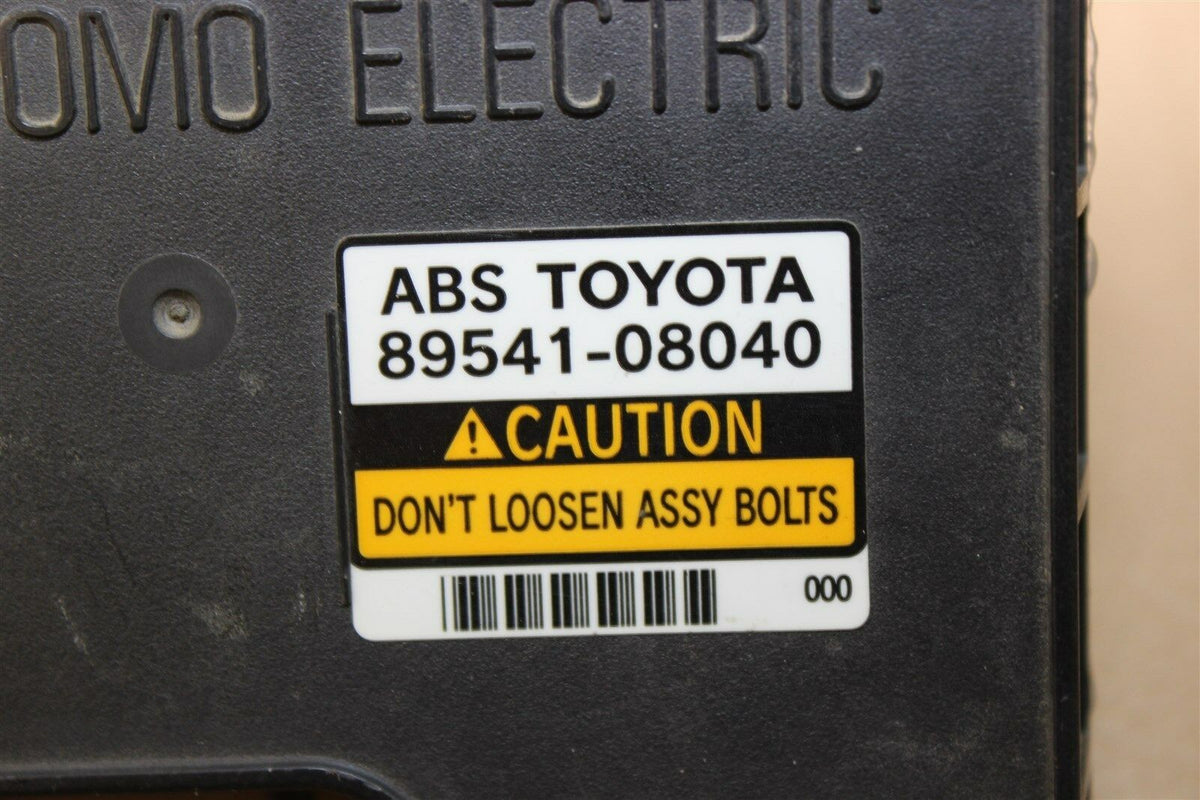 OMO ELECTRIC
ABS TOYOTA
89541-08040
⚠CAUTION
DON'T LOOSEN ASSY BOLTS
000